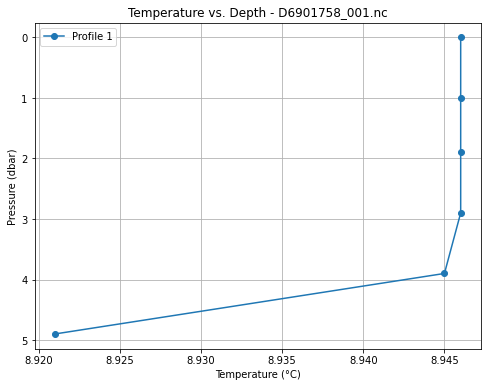 Temperature vs. Depth - D6901758_001.nc
Profile 1
Pressure (dbar)
0
1
2
3
4
5
8.920 8.925 8.930 8.935 8.940 8.945
Temperature (°C)